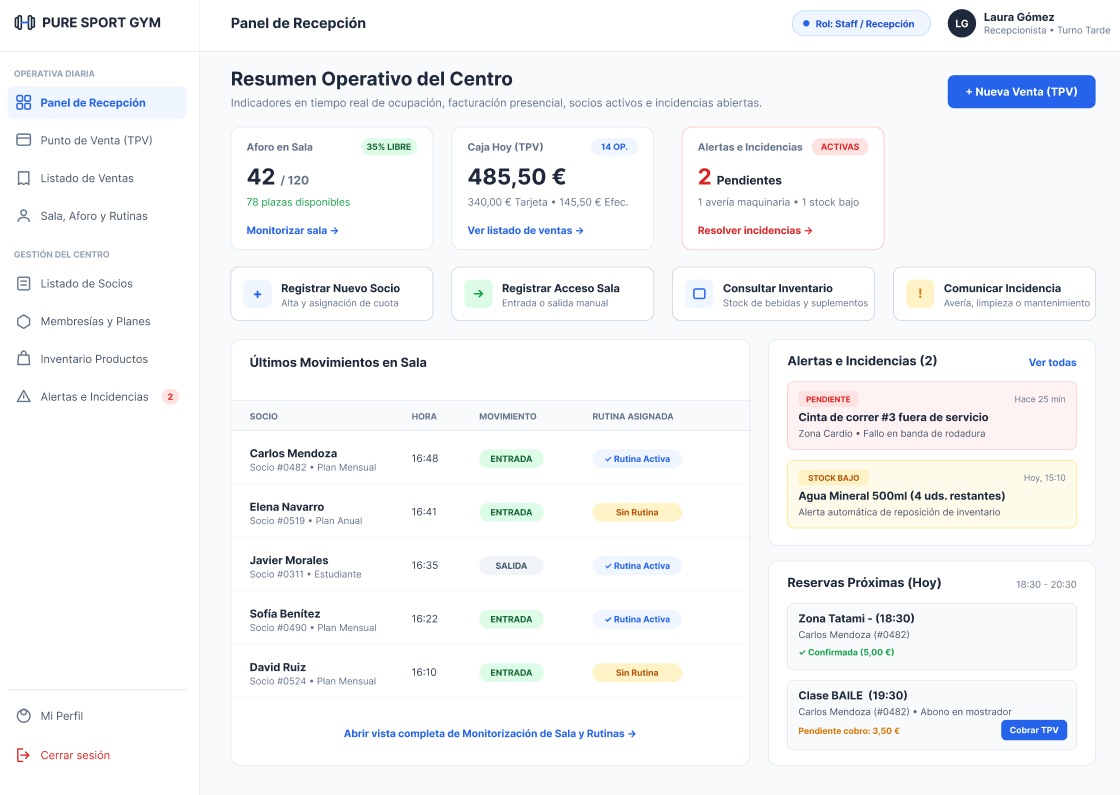 PURE SPORT GYM
Panel de Recepción
Rol: Staff / Recepción
LG
Laura Gómez
Recepcionista • Turno Tarde
OPERATIVA DIARIA
Panel de Recepción
Punto de Venta (TPV)
Listado de Ventas
Sala, Aforo y Rutinas
GESTIÓN DEL CENTRO
Listado de Socios
Membresías y Planes
Inventario Productos
Alertas e Incidencias 2
Mi Perfil
Cerrar sesión
Resumen Operativo del Centro
Indicadores en tiempo real de ocupación, facturación presencial, socios activos e incidencias abiertas.
+ Nueva Venta (TPV)
Aforo en Sala 35% LIBRE
42 / 120
78 plazas disponibles
Monitorizar sala →
Caja Hoy (TPV) 14 OP.
485,50 €
340,00 € Tarjeta • 145,50 € Efec.
Ver listado de ventas →
Alertas e Incidencias ACTIVAS
2 Pendientes
1 avería maquinaria • 1 stock bajo
Resolver incidencias →
+ Registrar Nuevo Socio
Alta y asignación de cuota
→ Registrar Acceso Sala
Entrada o salida manual
Consultar Inventario
Stock de bebidas y suplementos
! Comunicar Incidencia
Avería, limpieza o mantenimiento
Últimos Movimientos en Sala
SOCIO HORA MOVIMIENTO RUTINA ASIGNADA
Carlos Mendoza 16:48 ENTRADA ✓ Rutina Activa
Socio #0482 • Plan Mensual
Elena Navarro 16:41 ENTRADA Sin Rutina
Socio #0519 • Plan Anual
Javier Morales 16:35 SALIDA ✓ Rutina Activa
Socio #0311 • Estudiante
Sofía Benítez 16:22 ENTRADA ✓ Rutina Activa
Socio #0490 • Plan Mensual
David Ruiz 16:10 ENTRADA Sin Rutina
Socio #0524 • Plan Mensual
Abrir vista completa de Monitorización de Sala y Rutinas →
Alertas e Incidencias (2) Ver todas
PENDIENTE Hace 25 min
Cinta de correr #3 fuera de servicio
Zona Cardio • Fallo en banda de rodadura
STOCK BAJO Hoy, 15:10
Agua Mineral 500ml (4 uds. restantes)
Alerta automática de reposición de inventario
Reservas Próximas (Hoy) 18:30 - 20:30
Zona Tatami - (18:30)
Carlos Mendoza (#0482)
✓ Confirmada (5,00 €)
Clase BAILE (19:30)
Carlos Mendoza (#0482) • Abono en mostrador
Pendiente cobro: 3,50 € Cobrar TPV